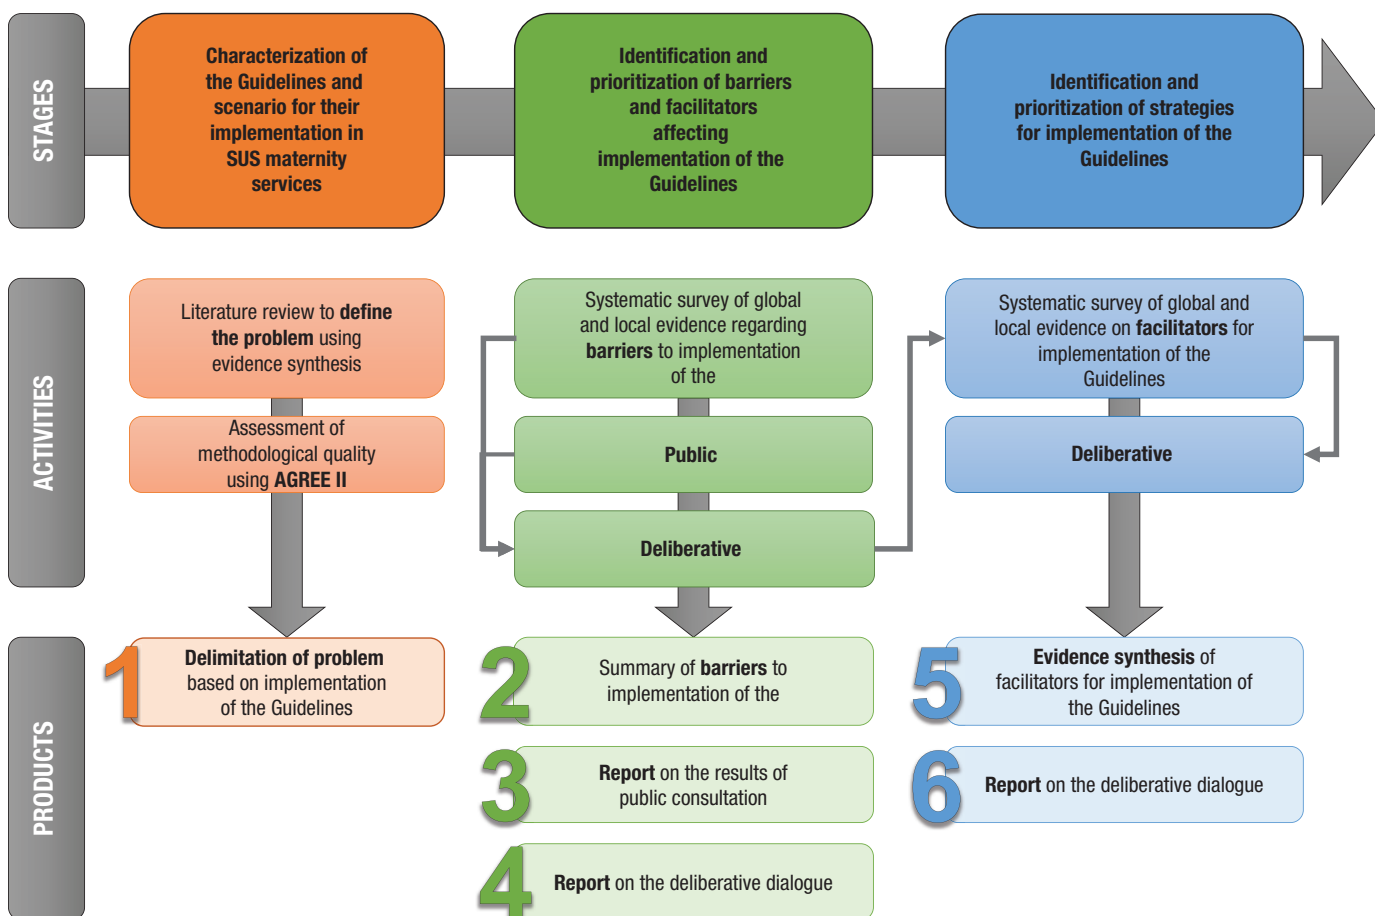 STAGES
Characterization of
the Guidelines and
scenario for their
implementation in
SUS maternity
services
Identification and
prioritization of barriers
and facilitators
affecting
implementation of the
Guidelines
Identification and
prioritization of strategies
for implementation of the
Guidelines
ACTIVITIES
Literature review to define
the problem using
evidence synthesis
Assessment of
methodological quality
using AGREE II
Systematic survey of global
and local evidence regarding
barriers to implementation
of the
Public
Deliberative
Systematic survey of global and
local evidence on facilitators for
implementation of the
Guidelines
Deliberative
PRODUCTS
1
Delimitation of problem
based on implementation
of the Guidelines
2
Summary of barriers to
implementation of the
3
Report on the results of
public consultation
4
Report on the deliberative dialogue
5
Evidence synthesis of
facilitators for implementation of
the Guidelines
6
Report on the deliberative dialogue